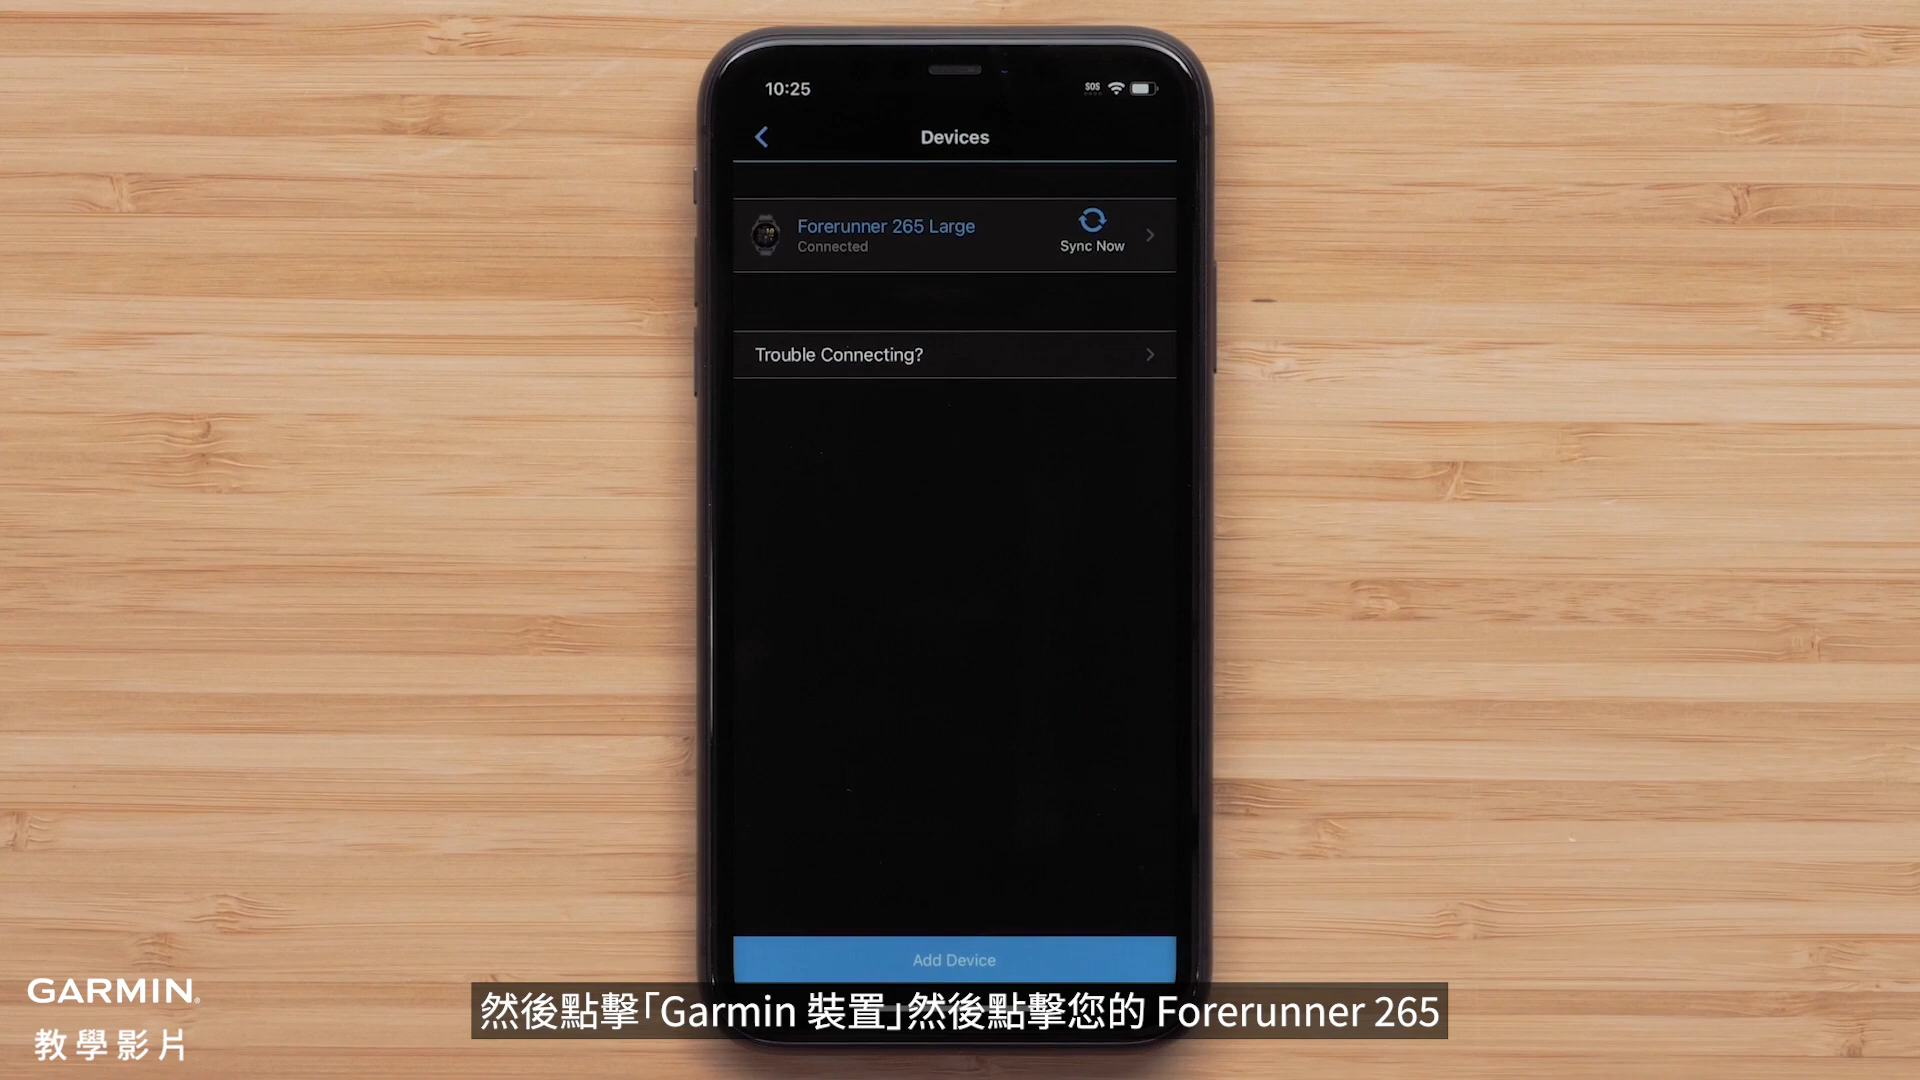 10:25
SOS
Devices
Forerunner 265 Large
Connected
Sync Now
Trouble Connecting?
Add Device
然後點擊「Garmin 裝置」然後點擊您的 Forerunner 265
GARMIN®
教學影片